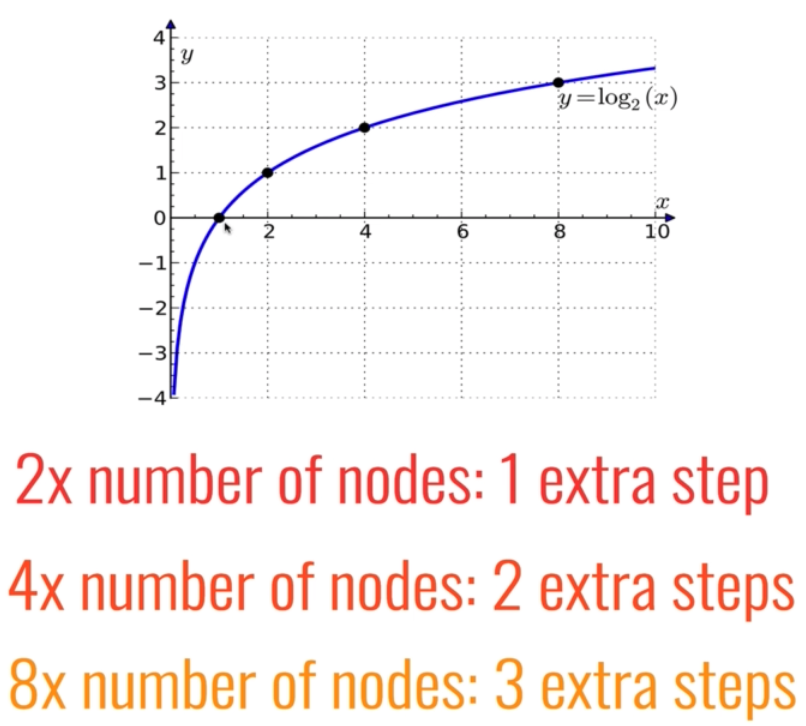 4
y
3
y=log₂(x)
2
1
x
0
2
4
6
8
10
−1
−2
−3
−4
2x number of nodes: 1 extra step
4x number of nodes: 2 extra steps
8x number of nodes: 3 extra steps